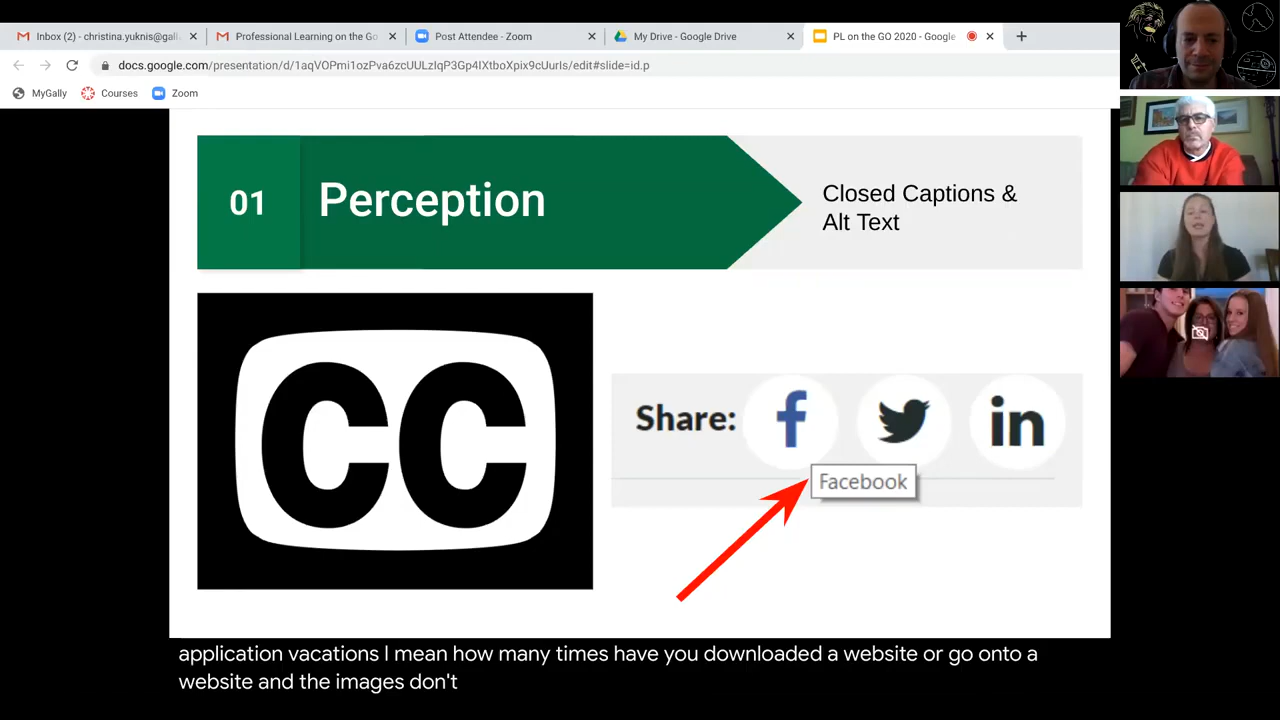 Inbox (2) - christina.yuknis@gall
Professional Learning on the Go
Post Attendee - Zoom
My Drive - Google Drive
PL on the GO 2020 - Google
docs.google.com/presentation/d/1aqVOPmi1ozPva6zcUULzIqP3Gp4IXtboXpix9cUurIs/edit#slide=id.p
MyGally
Courses
Zoom
01
Perception
Closed Captions &
Alt Text
CC
Share:
f
in
Facebook
application vacations I mean how many times have you downloaded a website or go onto a
website and the images don't